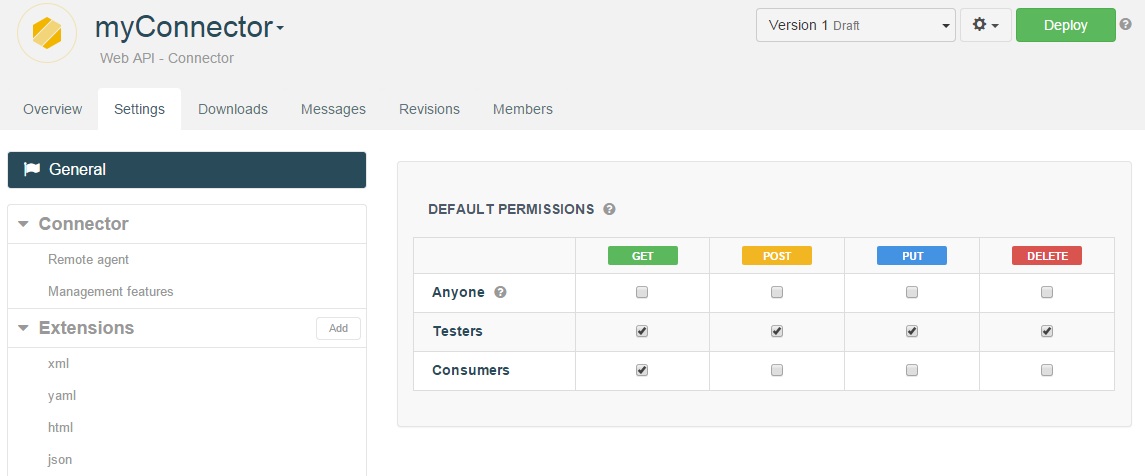 myConnector
Web API - Connector
Version 1 Draft
Deploy
?
Overview Settings Downloads Messages Revisions Members
General
Connector
Remote agent
Management features
Extensions Add
xml
yaml
html
json
DEFAULT PERMISSIONS ?
GET POST PUT DELETE
Anyone ?
Testers
Consumers